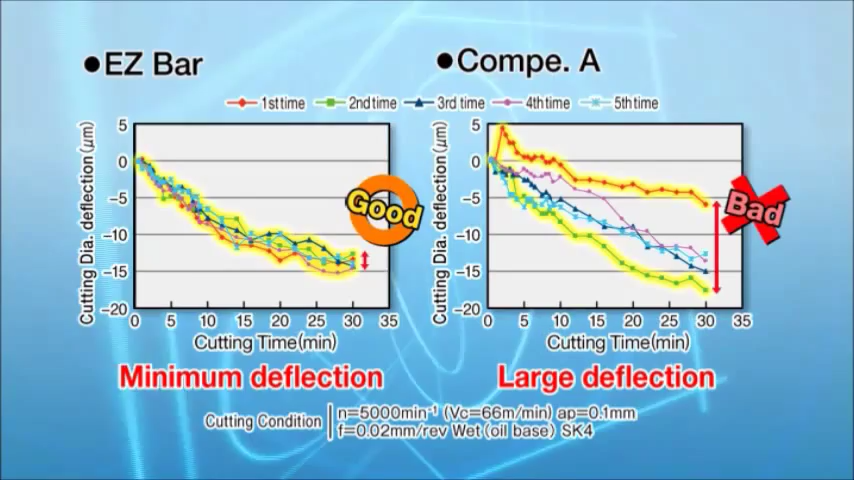 ●EZ Bar
●Compe. A
1st time 2nd time 3rd time 4th time 5th time
Cutting Dia. deflection(μm)
5
0
-5
-10
-15
-20
0 5 10 15 20 25 30 35
Cutting Time(min)
Good
Minimum deflection
Cutting Dia. deflection(μm)
5
0
-5
-10
-15
-20
0 5 10 15 20 25 30 35
Cutting Time(min)
Bad
Large deflection
Cutting Condition
n=5000min⁻¹ (Vc=66m/min) ap=0.1mm
f=0.02mm/rev Wet (oil base) SK4